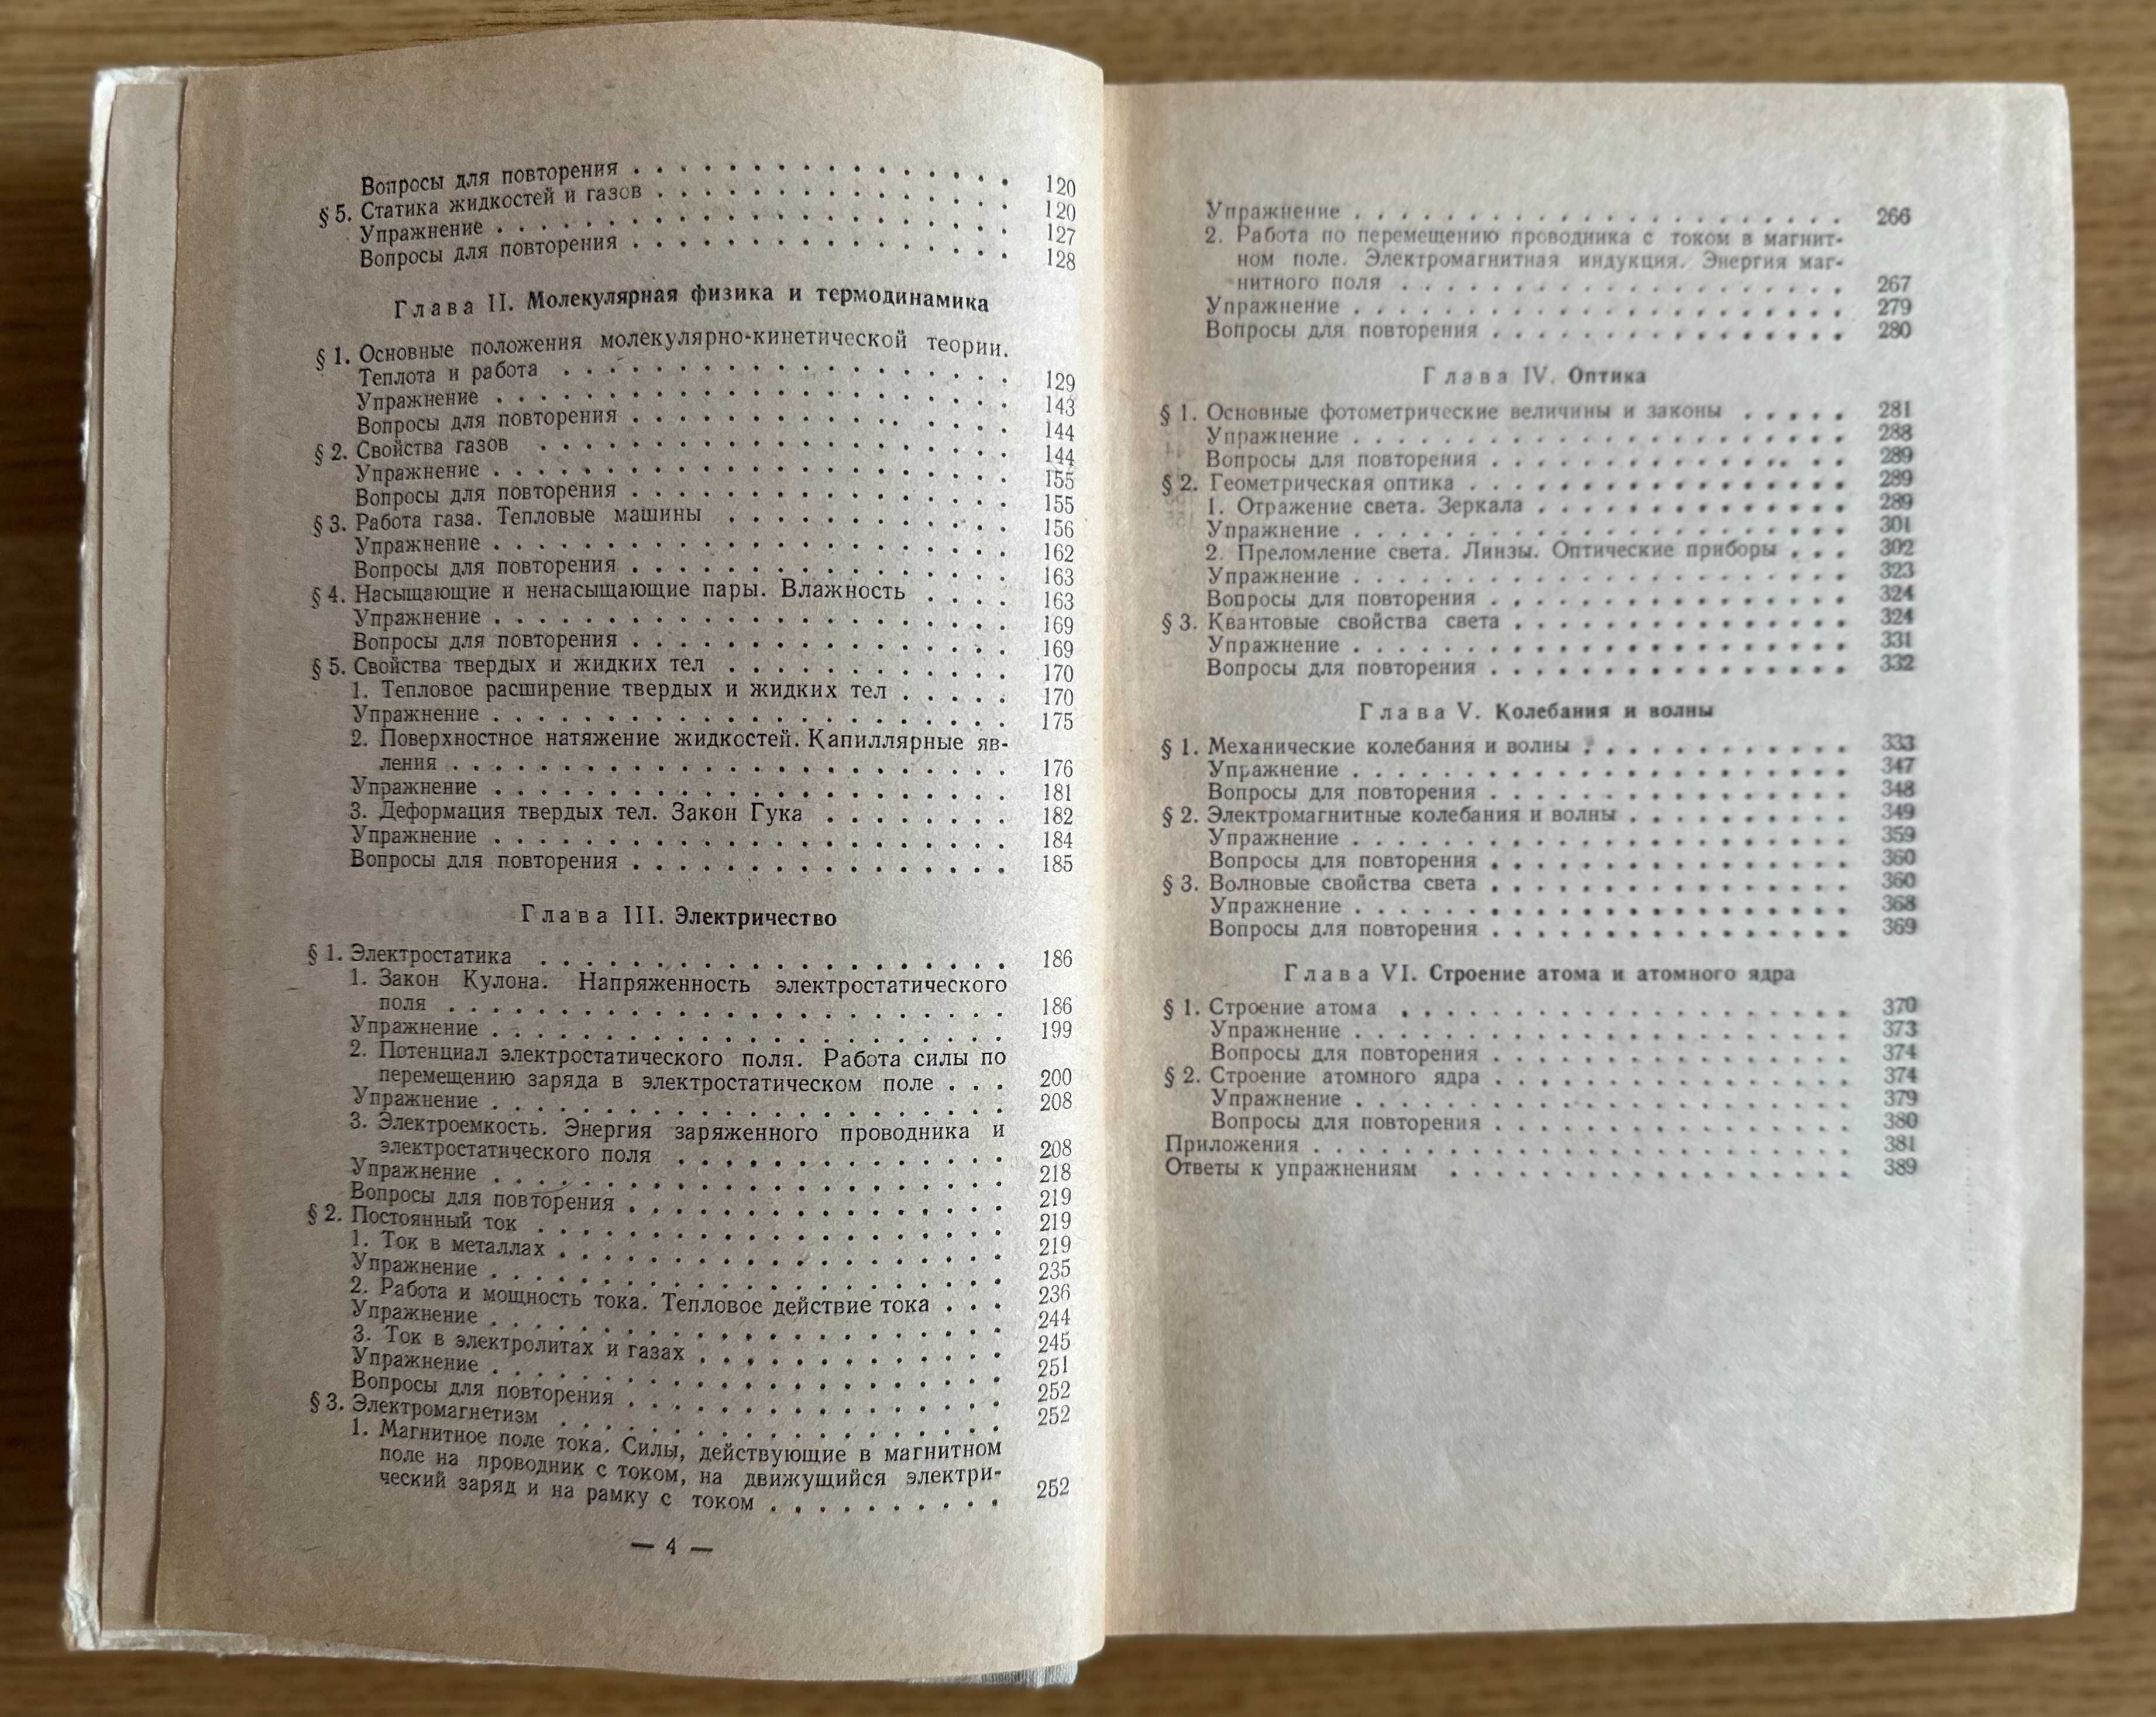 Вопросы для повторения . . . . . . . . . . . . . . . . 120
§ 5. Статика жидкостей и газов . . . . . . . . . . . . . . . 120
Упражнение . . . . . . . . . . . . . . . . . . . . . . 127
Вопросы для повторения . . . . . . . . . . . . . . . . 128
Глава II. Молекулярная физика и термодинамика
§ 1. Основные положения молекулярно-кинетической теории.
Теплота и работа . . . . . . . . . . . . . . . . . . . 129
Упражнение . . . . . . . . . . . . . . . . . . . . . . 143
Вопросы для повторения . . . . . . . . . . . . . . . . 144
§ 2. Свойства газов . . . . . . . . . . . . . . . . . . . . 144
Упражнение . . . . . . . . . . . . . . . . . . . . . . 155
Вопросы для повторения . . . . . . . . . . . . . . . . 155
§ 3. Работа газа. Тепловые машины . . . . . . . . . . . . 156
Упражнение . . . . . . . . . . . . . . . . . . . . . . 162
Вопросы для повторения . . . . . . . . . . . . . . . . 163
§ 4. Насыщающие и ненасыщающие пары. Влажность . . . . 163
Упражнение . . . . . . . . . . . . . . . . . . . . . . 169
Вопросы для повторения . . . . . . . . . . . . . . . . 169
§ 5. Свойства твердых и жидких тел . . . . . . . . . . . . 170
1. Тепловое расширение твердых и жидких тел . . . . . 170
Упражнение . . . . . . . . . . . . . . . . . . . . . . 175
2. Поверхностное натяжение жидкостей. Капиллярные яв-
ления . . . . . . . . . . . . . . . . . . . . . . . . 176
Упражнение . . . . . . . . . . . . . . . . . . . . . . 181
3. Деформация твердых тел. Закон Гука . . . . . . . . 182
Упражнение . . . . . . . . . . . . . . . . . . . . . . 184
Вопросы для повторения . . . . . . . . . . . . . . . . 185
Глава III. Электричество
§ 1. Электростатика . . . . . . . . . . . . . . . . . . . . 186
1. Закон Кулона. Напряженность электростатического
поля . . . . . . . . . . . . . . . . . . . . . . . . 186
Упражнение . . . . . . . . . . . . . . . . . . . . . . 199
2. Потенциал электростатического поля. Работа силы по
перемещению заряда в электростатическом поле . . . 200
Упражнение . . . . . . . . . . . . . . . . . . . . . . 208
3. Электроемкость. Энергия заряженного проводника и
электростатического поля . . . . . . . . . . . . . . 208
Упражнение . . . . . . . . . . . . . . . . . . . . . . 218
Вопросы для повторения . . . . . . . . . . . . . . . . 219
§ 2. Постоянный ток . . . . . . . . . . . . . . . . . . . . 219
1. Ток в металлах . . . . . . . . . . . . . . . . . . . 219
Упражнение . . . . . . . . . . . . . . . . . . . . . . 235
2. Работа и мощность тока. Тепловое действие тока . . . 236
Упражнение . . . . . . . . . . . . . . . . . . . . . . 244
3. Ток в электролитах и газах . . . . . . . . . . . . . 245
Упражнение . . . . . . . . . . . . . . . . . . . . . . 251
Вопросы для повторения . . . . . . . . . . . . . . . . 252
§ 3. Электромагнетизм . . . . . . . . . . . . . . . . . . . 252
1. Магнитное поле тока. Силы, действующие в магнитном
поле на проводник с током, на движущийся электри-
ческий заряд и на рамку с током . . . . . . . . . . 252
— 4 —
Упражнение . . . . . . . . . . . . . . . . . . . . . . 266
2. Работа по перемещению проводника с током в магнит-
ном поле. Электромагнитная индукция. Энергия маг-
нитного поля . . . . . . . . . . . . . . . . . . . . 267
Упражнение . . . . . . . . . . . . . . . . . . . . . . 279
Вопросы для повторения . . . . . . . . . . . . . . . . 280
Глава IV. Оптика
§ 1. Основные фотометрические величины и законы . . . . . 281
Упражнение . . . . . . . . . . . . . . . . . . . . . . 288
Вопросы для повторения . . . . . . . . . . . . . . . . 289
§ 2. Геометрическая оптика . . . . . . . . . . . . . . . . . 289
1. Отражение света. Зеркала . . . . . . . . . . . . . . 289
Упражнение . . . . . . . . . . . . . . . . . . . . . . 301
2. Преломление света. Линзы. Оптические приборы . . . 302
Упражнение . . . . . . . . . . . . . . . . . . . . . . 323
Вопросы для повторения . . . . . . . . . . . . . . . . 324
§ 3. Квантовые свойства света . . . . . . . . . . . . . . . 324
Упражнение . . . . . . . . . . . . . . . . . . . . . . 331
Вопросы для повторения . . . . . . . . . . . . . . . . 332
Глава V. Колебания и волны
§ 1. Механические колебания и волны . . . . . . . . . . . . 333
Упражнение . . . . . . . . . . . . . . . . . . . . . . 347
Вопросы для повторения . . . . . . . . . . . . . . . . 348
§ 2. Электромагнитные колебания и волны . . . . . . . . . . 349
Упражнение . . . . . . . . . . . . . . . . . . . . . . 359
Вопросы для повторения . . . . . . . . . . . . . . . . 360
§ 3. Волновые свойства света . . . . . . . . . . . . . . . . 360
Упражнение . . . . . . . . . . . . . . . . . . . . . . 368
Вопросы для повторения . . . . . . . . . . . . . . . . 369
Глава VI. Строение атома и атомного ядра
§ 1. Строение атома . . . . . . . . . . . . . . . . . . . . 370
Упражнение . . . . . . . . . . . . . . . . . . . . . . 373
Вопросы для повторения . . . . . . . . . . . . . . . . 374
§ 2. Строение атомного ядра . . . . . . . . . . . . . . . . 374
Упражнение . . . . . . . . . . . . . . . . . . . . . . 379
Вопросы для повторения . . . . . . . . . . . . . . . . 380
Приложения . . . . . . . . . . . . . . . . . . . . . . . . 381
Ответы к упражнениям . . . . . . . . . . . . . . . . . . 389